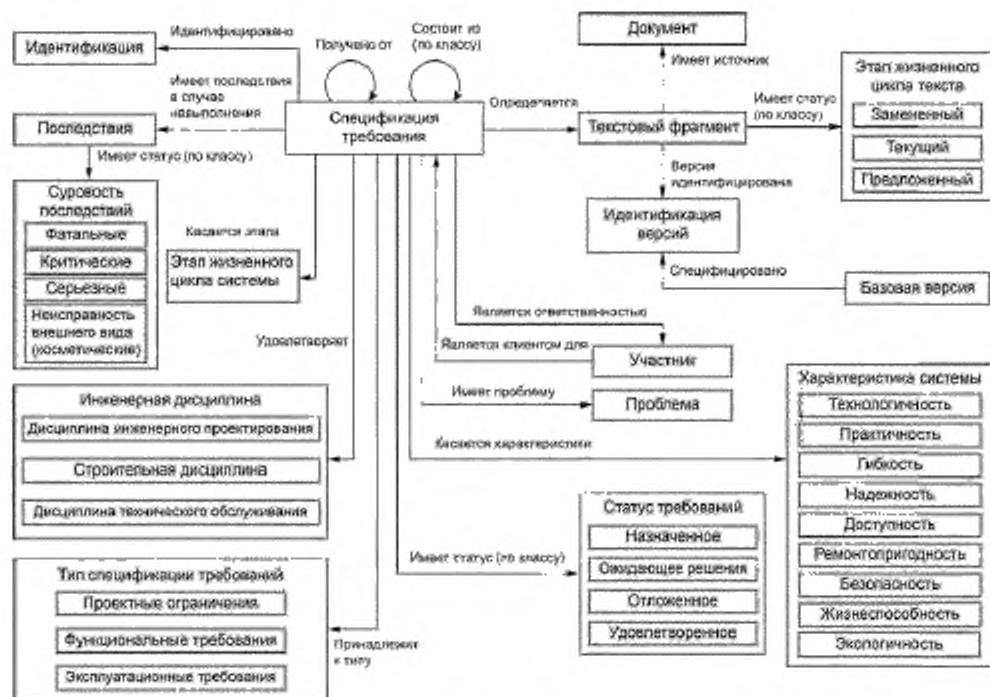 Идентификация
Идентифицировано
Получено от
Состоит из
(по классу)
Документ
Имеет источник
Этап жизненного
цикла текста
Замененный
Текущий
Предложенный
Имеет последствия
в случае
невыполнения
Спецификация
требования
Определяется
Текстовый фрагмент
Имеет статус
(по классу)
Последствия
Имеет статус (по классу)
Версия
идентифицирована
Суровость
последствий
Фатальные
Критические
Серьезные
Неисправность
внешнего вида
(косметические)
Касается этапа
Этап жизненного
цикла системы
Идентификация
версий
Специфицировано
Базовая версия
Является ответственностью
Удовлетворяет
Является клиентом для
Участник
Имеет проблему
Проблема
Инженерная дисциплина
Дисциплина инженерного проектирования
Строительная дисциплина
Дисциплина технического обслуживания
Касается характеристики
Характеристика системы
Технологичность
Практичность
Гибкость
Надежность
Доступность
Ремонтопригодность
Безопасность
Жизнеспособность
Экологичность
Статус требований
Назначенное
Ожидающее решения
Отложенное
Удовлетворенное
Имеет статус (по классу)
Тип спецификации требований
Проектные ограничения
Функциональные требования
Эксплуатационные требования
Принадлежит
к типу